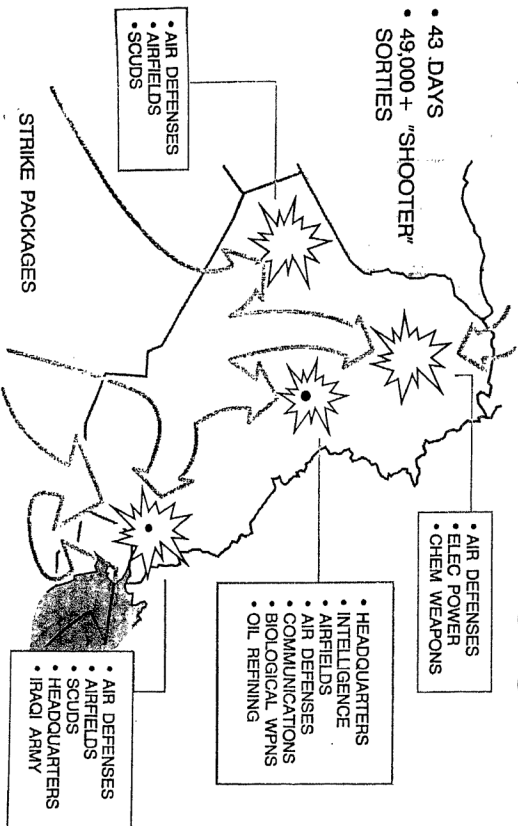 • 43 DAYS
• 49,000+ "SHOOTER"
SORTIES
• AIR DEFENSES
• ELEC POWER
• CHEM WEAPONS
• AIR DEFENSES
• AIRFIELDS
• SCUDS
• HEADQUARTERS
• INTELLIGENCE
• AIRFIELDS
• AIR DEFENSES
• COMMUNICATIONS
• BIOLOGICAL WPNS
• OIL REFINING
STRIKE PACKAGES
• AIR DEFENSES
• AIRFIELDS
• SCUDS
• HEADQUARTERS
• IRAQI ARMY